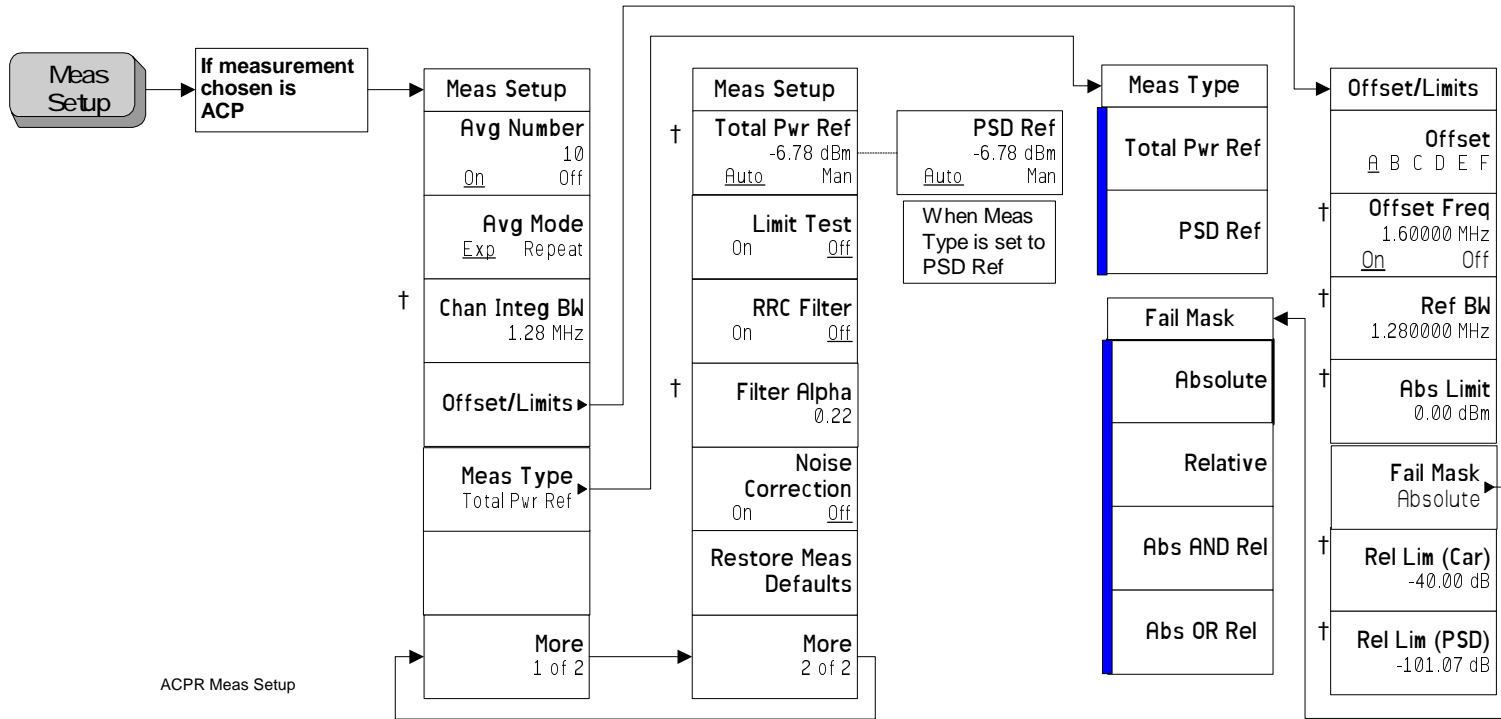 Meas
Setup
If measurement
chosen is
ACP
Meas Setup
Avg Number
10
On Off
Avg Mode
Exp Repeat
†
Chan Integ BW
1.28 MHz
Offset/Limits
Meas Type
Total Pwr Ref
More
1 of 2
Meas Setup
†
Total Pwr Ref
-6.78 dBm
Auto Man
Limit Test
On Off
RRC Filter
On Off
†
Filter Alpha
0.22
Noise
Correction
On Off
Restore Meas
Defaults
More
2 of 2
PSD Ref
-6.78 dBm
Auto Man
When Meas
Type is set to
PSD Ref
Meas Type
Total Pwr Ref
PSD Ref
Fail Mask
Absolute
Relative
Abs AND Rel
Abs OR Rel
Offset/Limits
Offset
A B C D E F
†
Offset Freq
1.60000 MHz
On Off
†
Ref BW
1.280000 MHz
†
Abs Limit
0.00 dBm
Fail Mask
Absolute
†
Rel Lim (Car)
-40.00 dB
†
Rel Lim (PSD)
-101.07 dB
ACPR Meas Setup